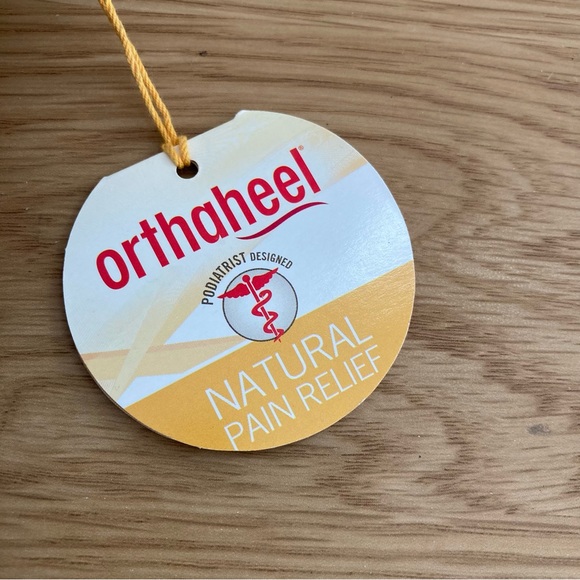 orthaheel®
PODIATRIST DESIGNED
NATURAL
PAIN RELIEF